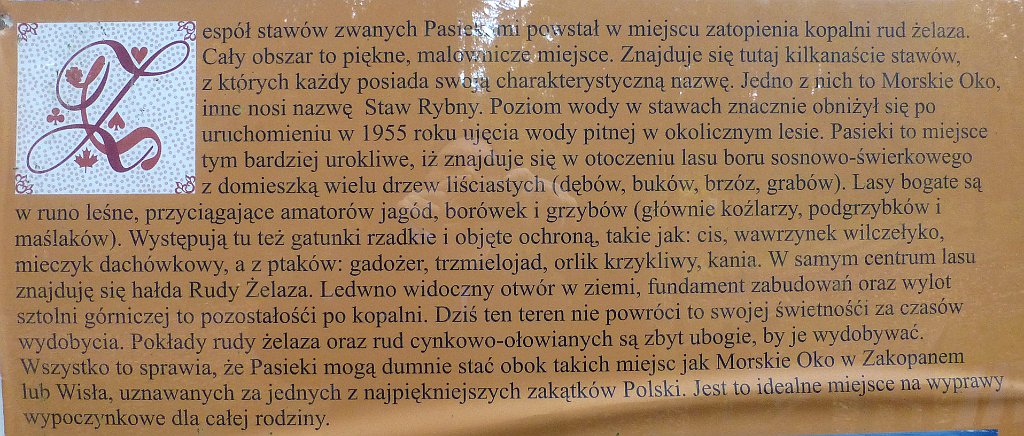 Zespół stawów zwanych Pasiekami powstał w miejscu zatopienia kopalni rud żelaza.
Cały obszar to piękne, malownicze miejsce. Znajduje się tutaj kilkanaście stawów,
z których każdy posiada swoją charakterystyczną nazwę. Jedno z nich to Morskie Oko,
inne nosi nazwę Staw Rybny. Poziom wody w stawach znacznie obniżył się po
uruchomieniu w 1955 roku ujęcia wody pitnej w okolicznym lesie. Pasieki to miejsce
tym bardziej urokliwe, iż znajduje się w otoczeniu lasu boru sosnowo-świerkowego
z domieszką wielu drzew liściastych (dębów, buków, brzóz, grabów). Lasy bogate są
w runo leśne, przyciągające amatorów jagód, borówek i grzybów (głównie koźlarzy, podgrzybków i
maślaków). Występują tu też gatunki rzadkie i objęte ochroną, takie jak: cis, wawrzynek wilczełyko,
mieczyk dachówkowy, a z ptaków: gadożer, trzmielojad, orlik krzykliwy, kania. W samym centrum lasu
znajduję się hałda Rudy Żelaza. Ledwno widoczny otwór w ziemi, fundament zabudowań oraz wylot
sztolni górniczej to pozostałośći po kopalni. Dziś ten teren nie powróci to swojej świetnośći za czasów
wydobycia. Pokłady rudy żelaza oraz rud cynkowo-ołowianych są zbyt ubogie, by je wydobywać.
Wszystko to sprawia, że Pasieki mogą dumnie stać obok takich miejsc jak Morskie Oko w Zakopanem
lub Wisła, uznawanych za jednych z najpiękniejszych zakątków Polski. Jest to idealne miejsce na wyprawy
wypoczynkowe dla całej rodziny.